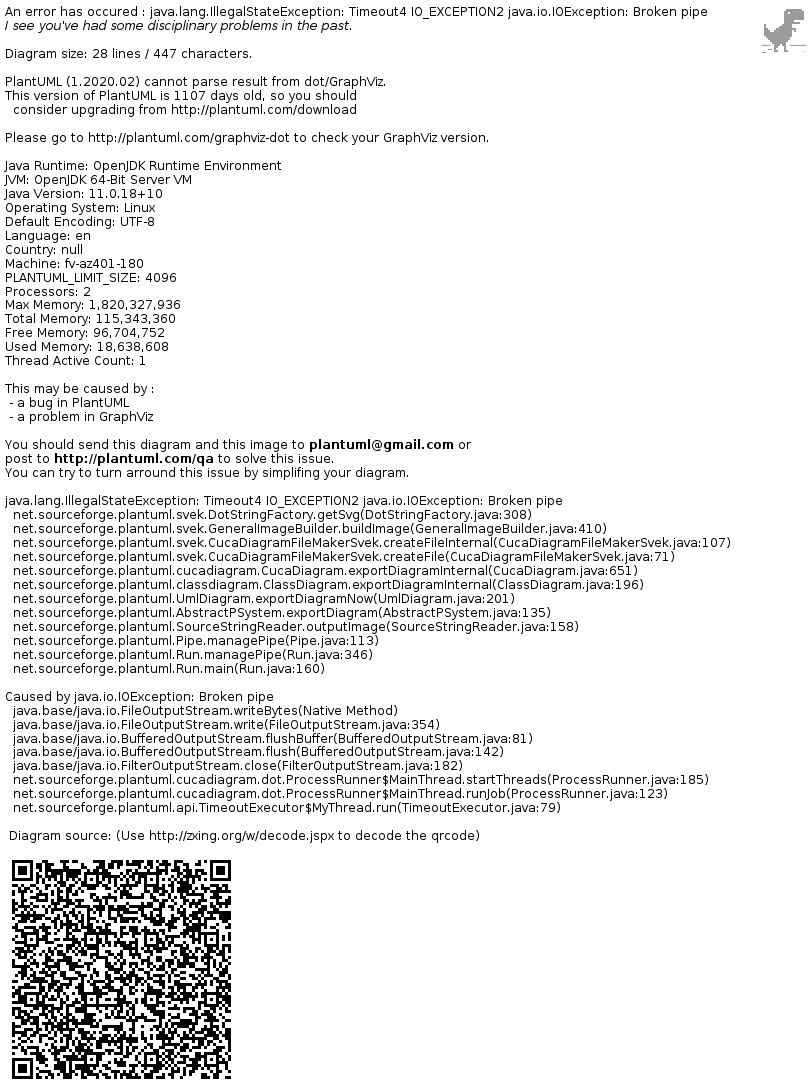 An error has occured : java.lang.IllegalStateException: Timeout4 IO_EXCEPTION2 java.io.IOException: Broken pipe
I see you've had some disciplinary problems in the past.
Diagram size: 28 lines / 447 characters.
PlantUML (1.2020.02) cannot parse result from dot/GraphViz.
This version of PlantUML is 1107 days old, so you should
consider upgrading from http://plantuml.com/download
Please go to http://plantuml.com/graphviz-dot to check your GraphViz version.
Java Runtime: OpenJDK Runtime Environment
JVM: OpenJDK 64-Bit Server VM
Java Version: 11.0.18+10
Operating System: Linux
Default Encoding: UTF-8
Language: en
Country: null
Machine: fv-az401-180
PLANTUML_LIMIT_SIZE: 4096
Processors: 2
Max Memory: 1,820,327,936
Total Memory: 115,343,360
Free Memory: 96,704,752
Used Memory: 18,638,608
Thread Active Count: 1
This may be caused by :
- a bug in PlantUML
- a problem in GraphViz
You should send this diagram and this image to plantuml@gmail.com or
post to http://plantuml.com/qa to solve this issue.
You can try to turn arround this issue by simplifing your diagram.
java.lang.IllegalStateException: Timeout4 IO_EXCEPTION2 java.io.IOException: Broken pipe
net.sourceforge.plantuml.svek.DotStringFactory.getSvg(DotStringFactory.java:308)
net.sourceforge.plantuml.svek.GeneralImageBuilder.buildImage(GeneralImageBuilder.java:410)
net.sourceforge.plantuml.svek.CucaDiagramFileMakerSvek.createFileInternal(CucaDiagramFileMakerSvek.java:107)
net.sourceforge.plantuml.svek.CucaDiagramFileMakerSvek.createFile(CucaDiagramFileMakerSvek.java:71)
net.sourceforge.plantuml.cucadiagram.CucaDiagram.exportDiagramInternal(CucaDiagram.java:651)
net.sourceforge.plantuml.classdiagram.ClassDiagram.exportDiagramInternal(ClassDiagram.java:196)
net.sourceforge.plantuml.UmlDiagram.exportDiagramNow(UmlDiagram.java:201)
net.sourceforge.plantuml.AbstractPSystem.exportDiagram(AbstractPSystem.java:135)
net.sourceforge.plantuml.SourceStringReader.outputImage(SourceStringReader.java:158)
net.sourceforge.plantuml.Pipe.managePipe(Pipe.java:113)
net.sourceforge.plantuml.Run.managePipe(Run.java:346)
net.sourceforge.plantuml.Run.main(Run.java:160)
Caused by java.io.IOException: Broken pipe
java.base/java.io.FileOutputStream.writeBytes(Native Method)
java.base/java.io.FileOutputStream.write(FileOutputStream.java:354)
java.base/java.io.BufferedOutputStream.flushBuffer(BufferedOutputStream.java:81)
java.base/java.io.BufferedOutputStream.flush(BufferedOutputStream.java:142)
java.base/java.io.FilterOutputStream.close(FilterOutputStream.java:182)
net.sourceforge.plantuml.cucadiagram.dot.ProcessRunner$MainThread.startThreads(ProcessRunner.java:185)
net.sourceforge.plantuml.cucadiagram.dot.ProcessRunner$MainThread.runJob(ProcessRunner.java:123)
net.sourceforge.plantuml.api.TimeoutExecutor$MyThread.run(TimeoutExecutor.java:79)
Diagram source: (Use http://zxing.org/w/decode.jspx to decode the qrcode)